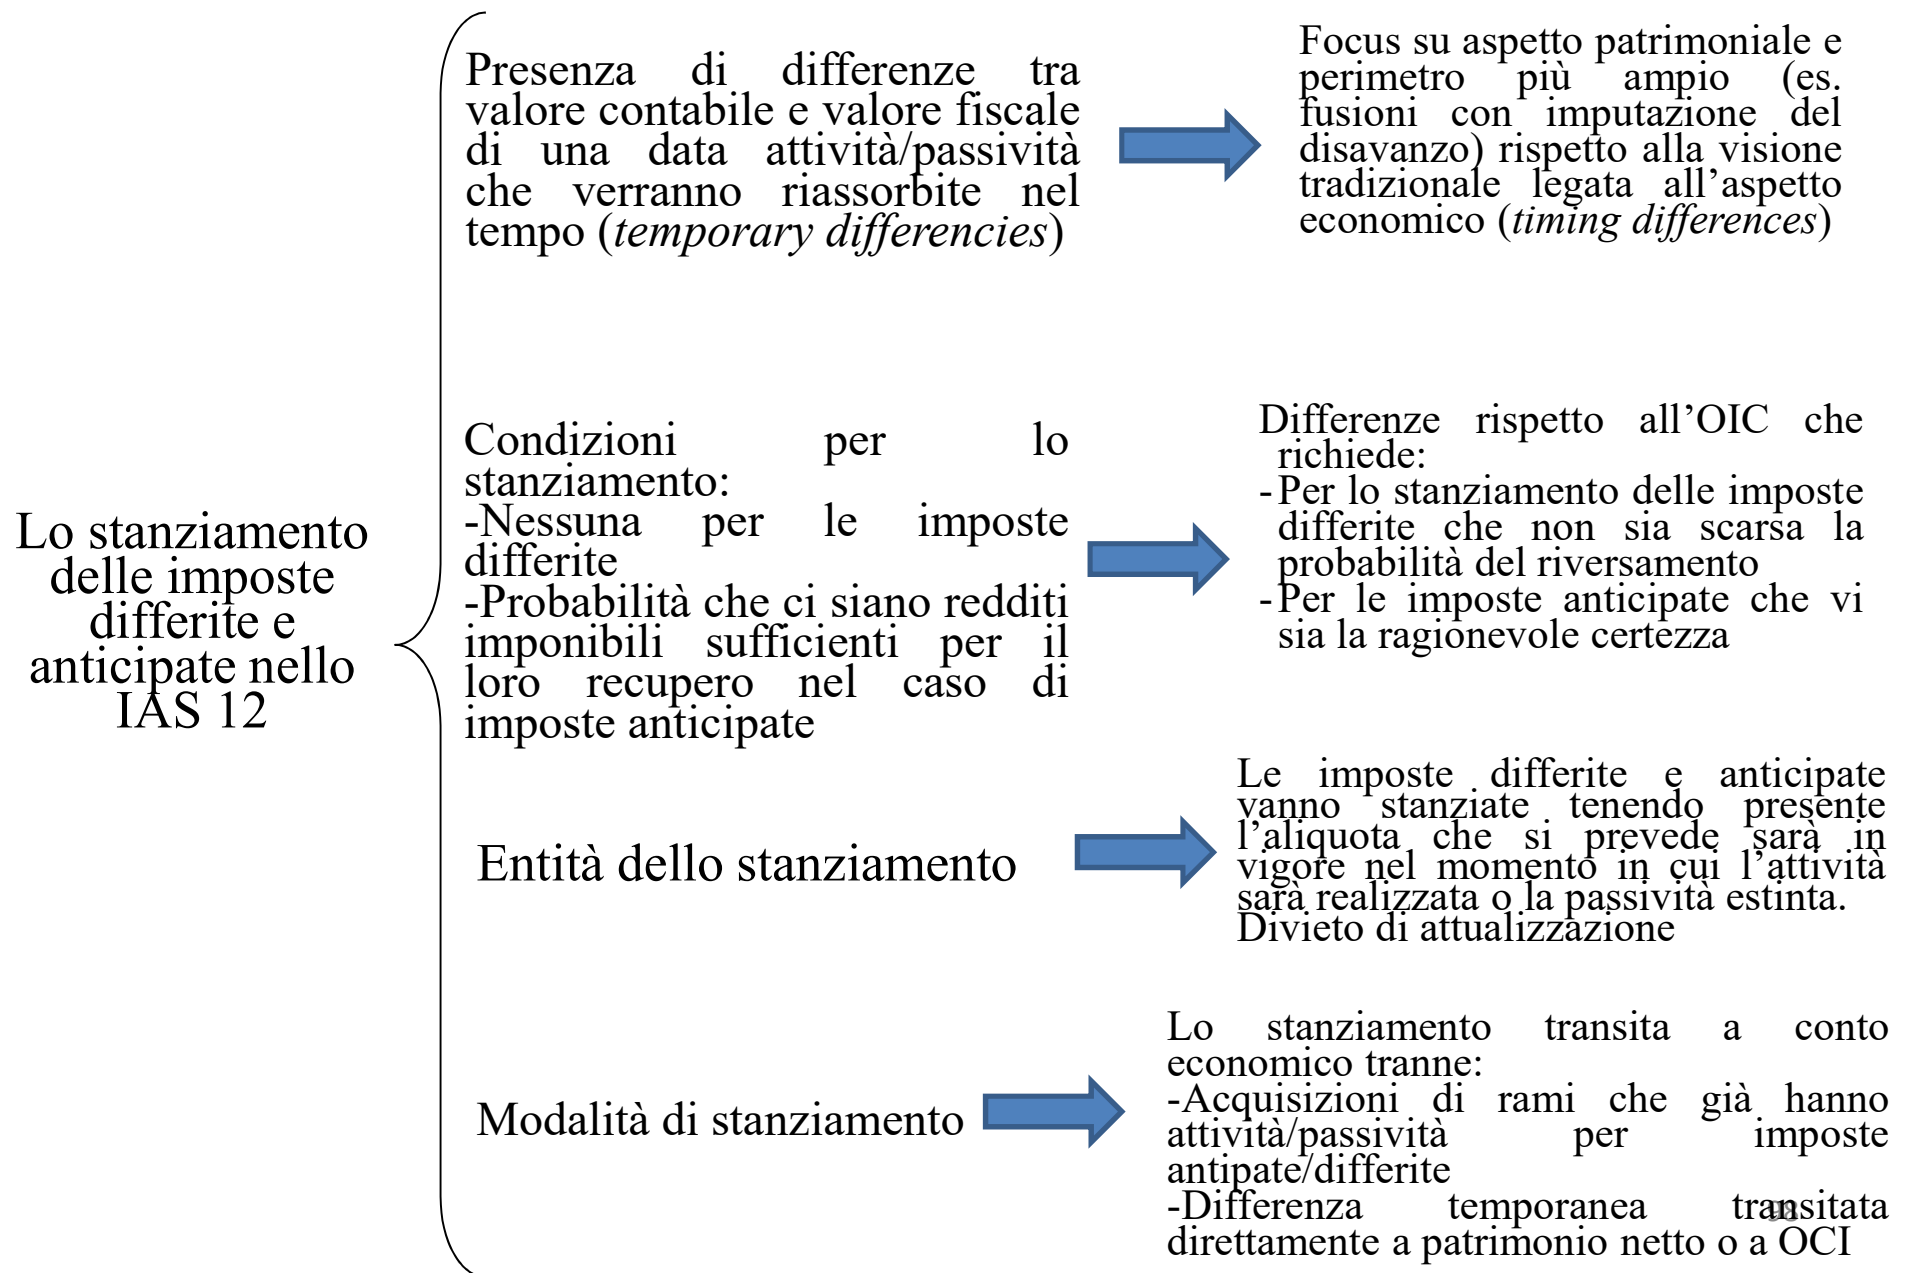 Lo stanziamento
delle imposte
differite e
anticipate nello
IAS 12
Presenza di differenze tra
valore contabile e valore fiscale
di una data attività/passività
che verranno riassorbite nel
tempo (temporary differencies)
Focus su aspetto patrimoniale e
perimetro più ampio (es.
fusioni con imputazione del
disavanzo) rispetto alla visione
tradizionale legata all’aspetto
economico (timing differences)
Condizioni per lo
stanziamento:
-Nessuna per le imposte
differite
-Probabilità che ci siano redditi
imponibili sufficienti per il
loro recupero nel caso di
imposte anticipate
Differenze rispetto all’OIC che
richiede:
-Per lo stanziamento delle imposte
differite che non sia scarsa la
probabilità del riversamento
-Per le imposte anticipate che vi
sia la ragionevole certezza
Entità dello stanziamento
Le imposte differite e anticipate
vanno stanziate tenendo presente
l’aliquota che si prevede sarà in
vigore nel momento in cui l’attività
sarà realizzata o la passività estinta.
Divieto di attualizzazione
Modalità di stanziamento
Lo stanziamento transita a conto
economico tranne:
-Acquisizioni di rami che già hanno
attività/passività per imposte
antipate/differite
-Differenza temporanea transitata
direttamente a patrimonio netto o a OCI
98